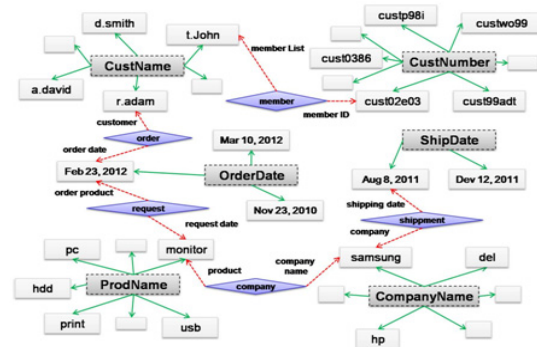 d.smith
t.John
member List
custp98i
custwo99
CustName
cust0386
CustNumber
a.david
r.adam
member
member ID
cust02e03
cust99adt
customer
order
order date
Mar 10, 2012
ShipDate
Feb 23, 2012
OrderDate
Aug 8, 2011
Dev 12, 2011
order product
request
Nov 23, 2010
shipping date
shippment
request date
company
pc
monitor
product
company
name
samsung
del
hdd
ProdName
company
CompanyName
print
usb
hp